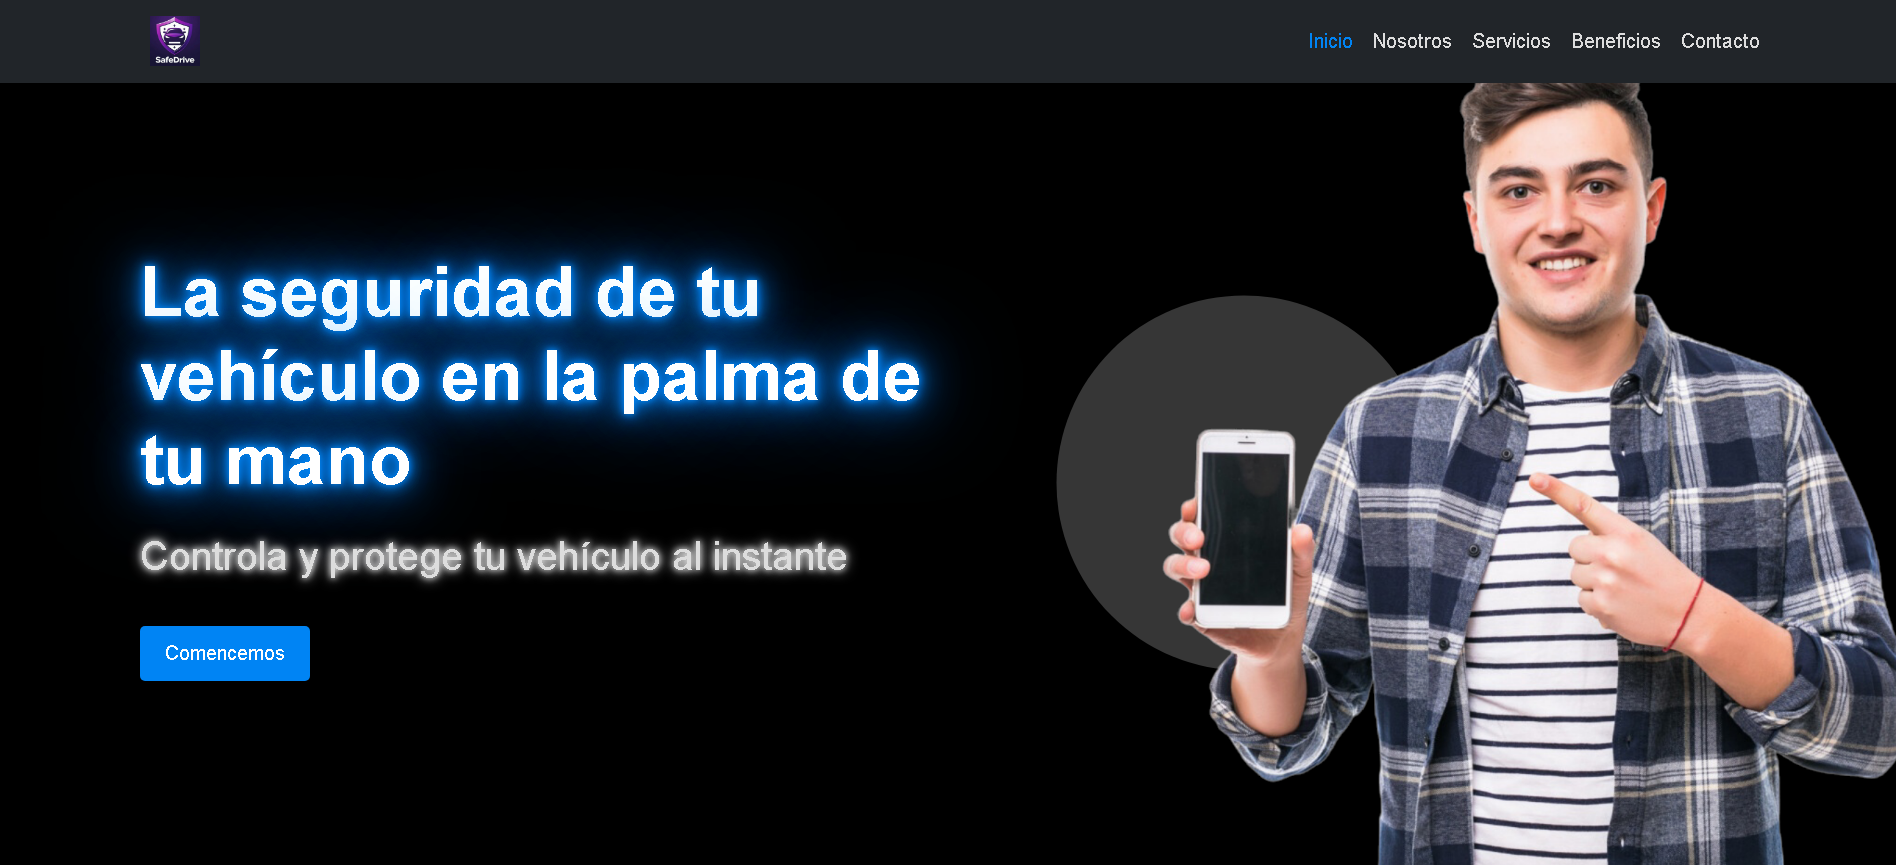 SafeDrive
Inicio Nosotros Servicios Beneficios Contacto
La seguridad de tu
vehículo en la palma de
tu mano
Controla y protege tu vehículo al instante
Comencemos